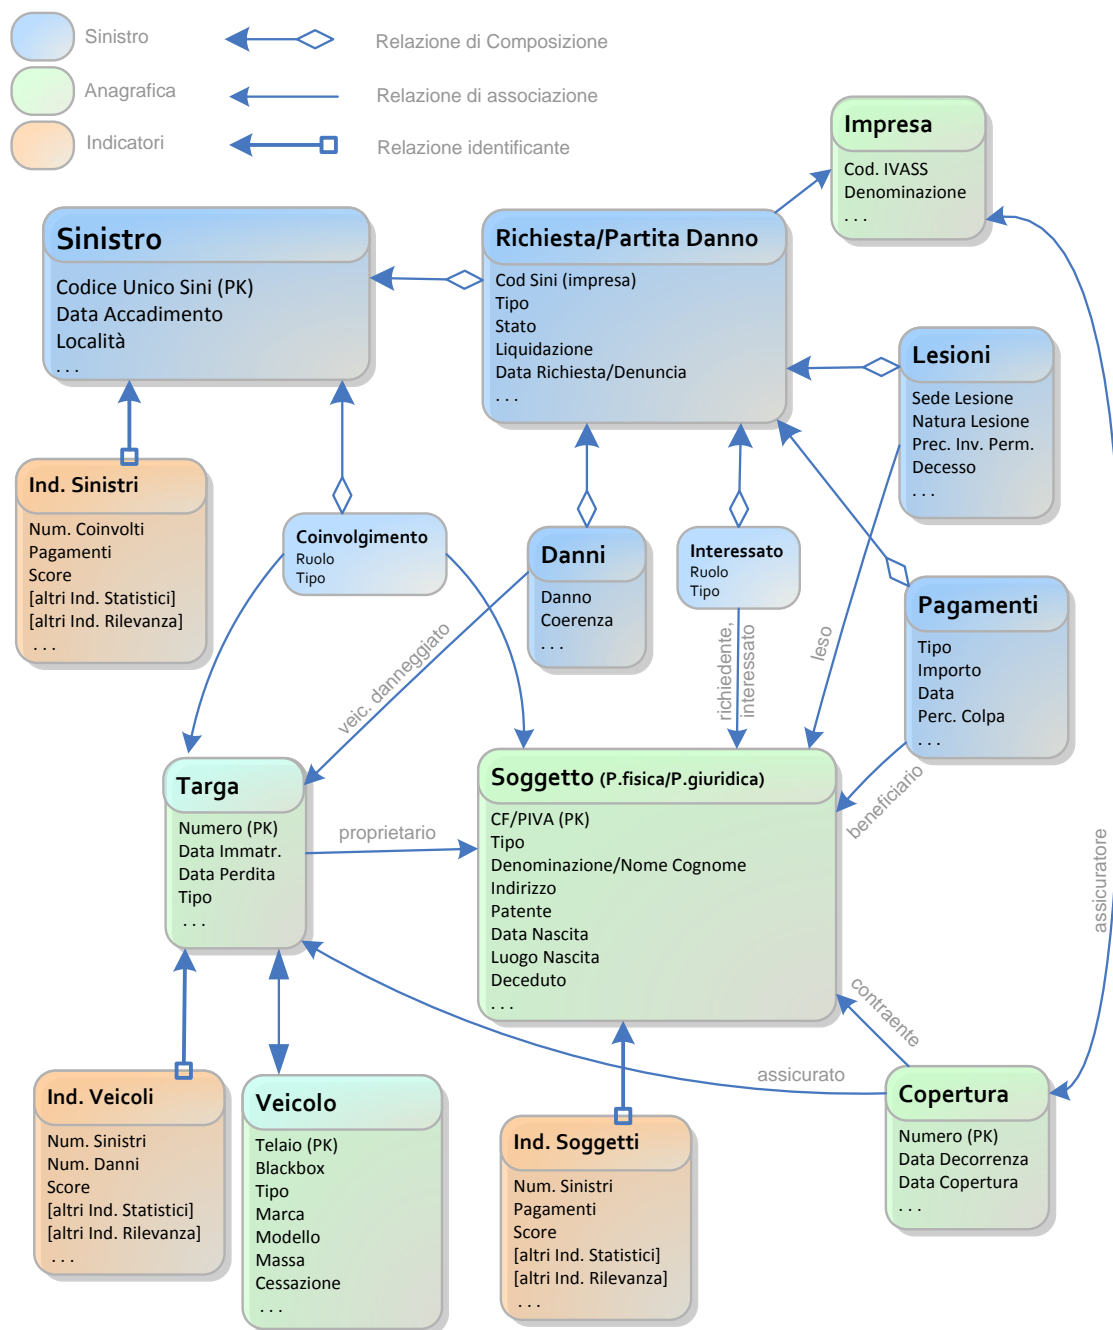 Sinistro
Relazione di Composizione
Anagrafica
Relazione di associazione
Indicatori
Relazione identificante
Impresa
Cod. IVASS
Denominazione
. . .
Sinistro
Codice Unico Sini (PK)
Data Accadimento
Località
. . .
Richiesta/Partita Danno
Cod Sini (impresa)
Tipo
Stato
Liquidazione
Data Richiesta/Denuncia
. . .
Lesioni
Sede Lesione
Natura Lesione
Prec. Inv. Perm.
Decesso
. . .
Ind. Sinistri
Num. Coinvolti
Pagamenti
Score
[altri Ind. Statistici]
[altri Ind. Rilevanza]
. . .
Coinvolgimento
Ruolo
Tipo
Danni
Danno
Coerenza
. . .
Interessato
Ruolo
Tipo
Pagamenti
Tipo
Importo
Data
Perc. Colpa
. . .
veic. danneggiato
richiedente,
interessato
leso
beneficiario
assicuratore
Targa
Numero (PK)
Data Immatr.
Data Perdita
Tipo
. . .
proprietario
Soggetto (P.fisica/P.giuridica)
CF/PIVA (PK)
Tipo
Denominazione/Nome Cognome
Indirizzo
Patente
Data Nascita
Luogo Nascita
Deceduto
. . .
contraente
assicurato
Ind. Veicoli
Num. Sinistri
Num. Danni
Score
[altri Ind. Statistici]
[altri Ind. Rilevanza]
. . .
Veicolo
Telaio (PK)
Blackbox
Tipo
Marca
Modello
Massa
Cessazione
. . .
Ind. Soggetti
Num. Sinistri
Pagamenti
Score
[altri Ind. Statistici]
[altri Ind. Rilevanza]
. . .
Copertura
Numero (PK)
Data Decorrenza
Data Copertura
. . .